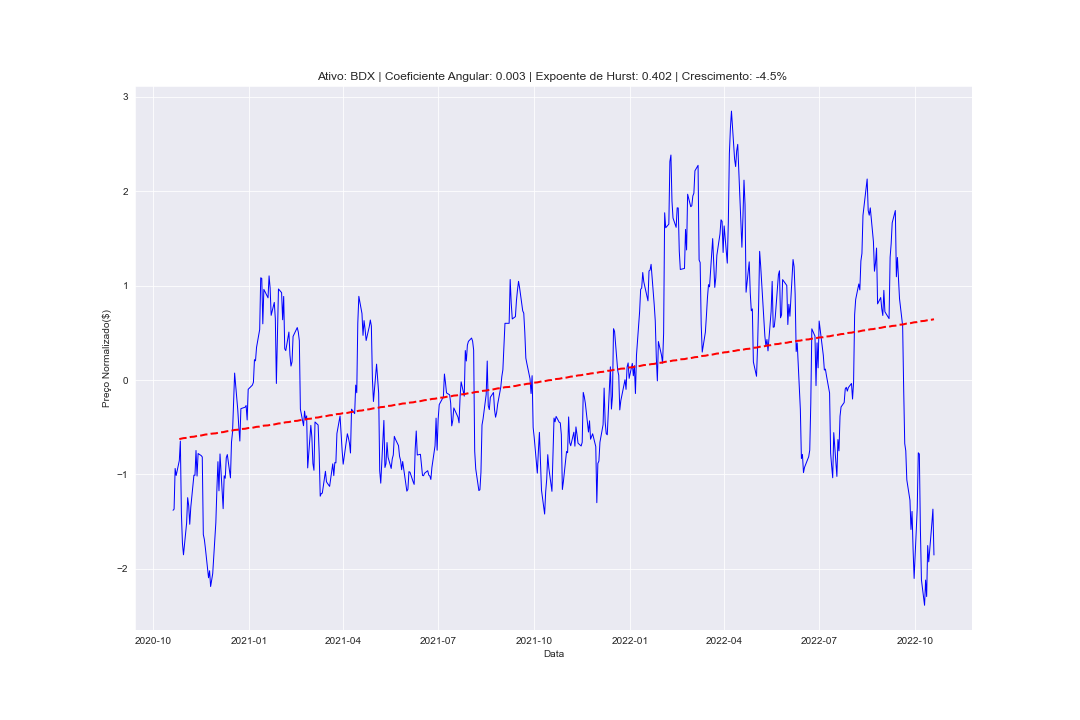 Ativo: BDX | Coeficiente Angular: 0.003 | Expoente de Hurst: 0.402 | Crescimento: -4.5%
Preço Normalizado($)
3
2
1
0
−1
−2
2020-10 2021-01 2021-04 2021-07 2021-10 2022-01 2022-04 2022-07 2022-10
Data